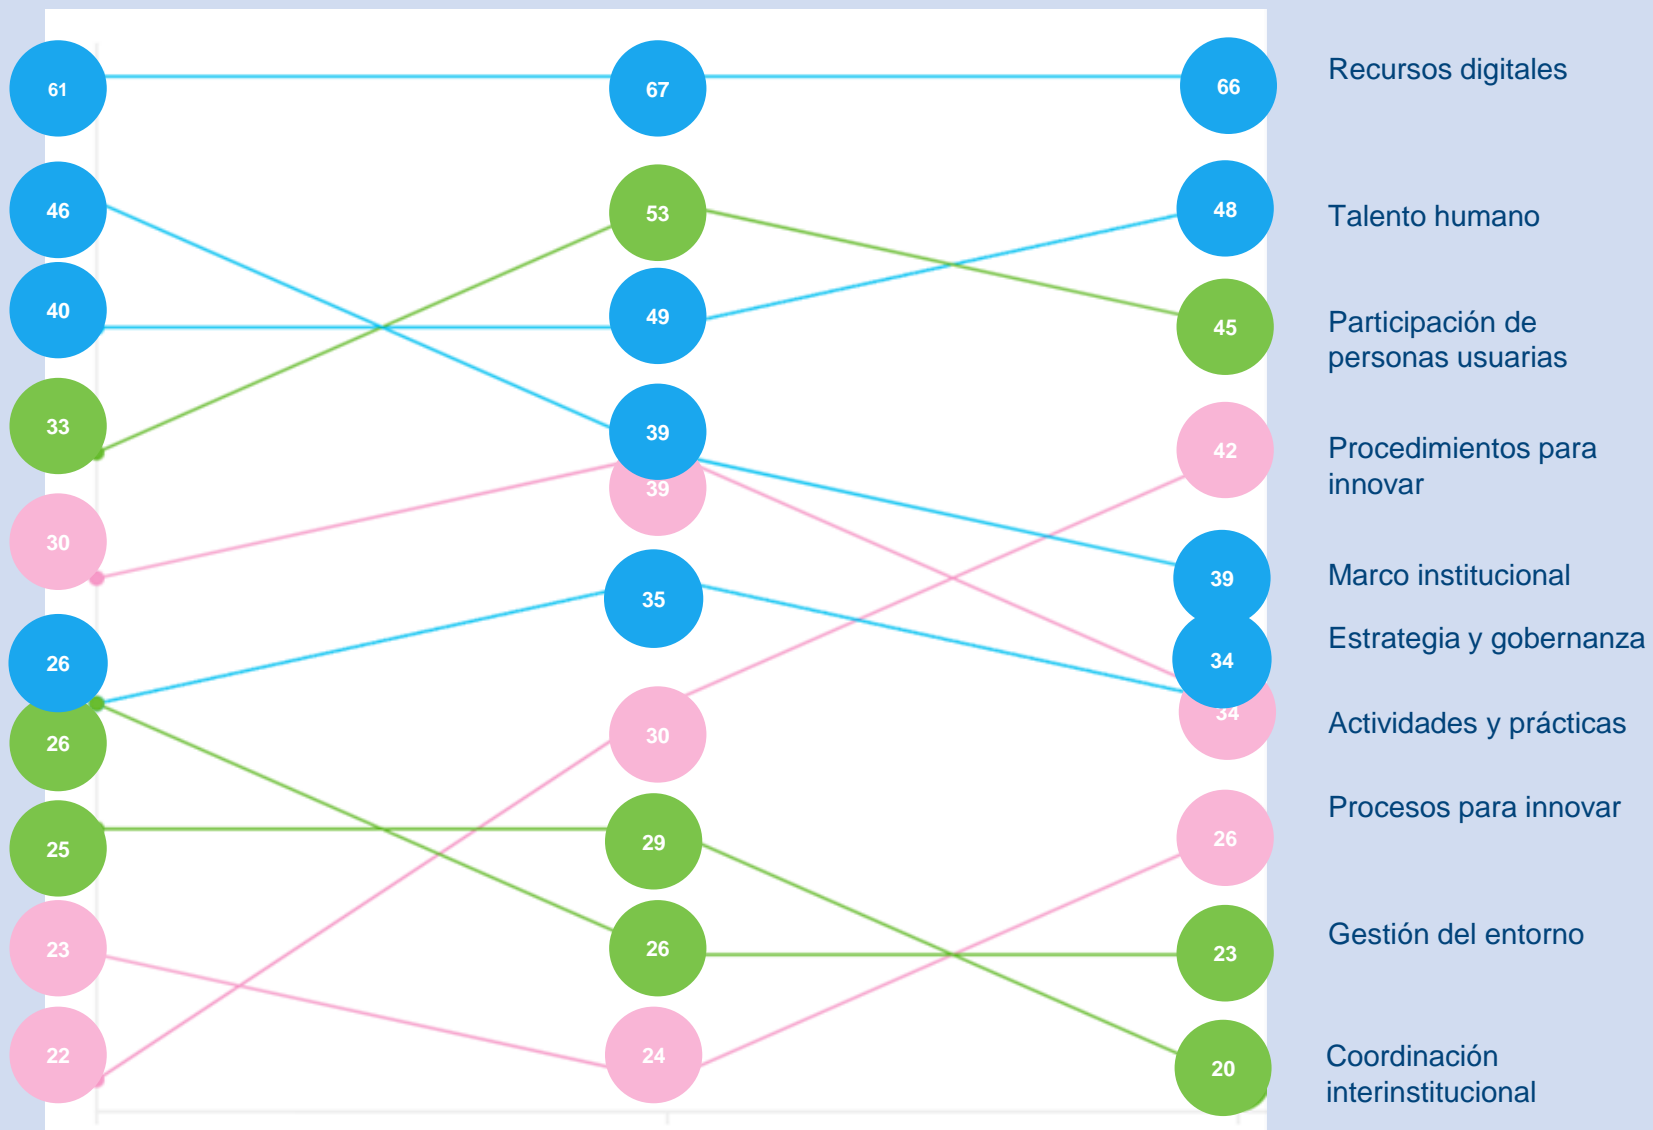 61
67
66
Recursos digitales
46
53
48
Talento humano
40
49
45
Participación de
personas usuarias
33
39
42
Procedimientos para
innovar
30
39
39
Marco institucional
26
35
34
Estrategia y gobernanza
26
30
34
Actividades y prácticas
25
29
26
Procesos para innovar
23
26
23
Gestión del entorno
22
24
20
Coordinación
interinstitucional